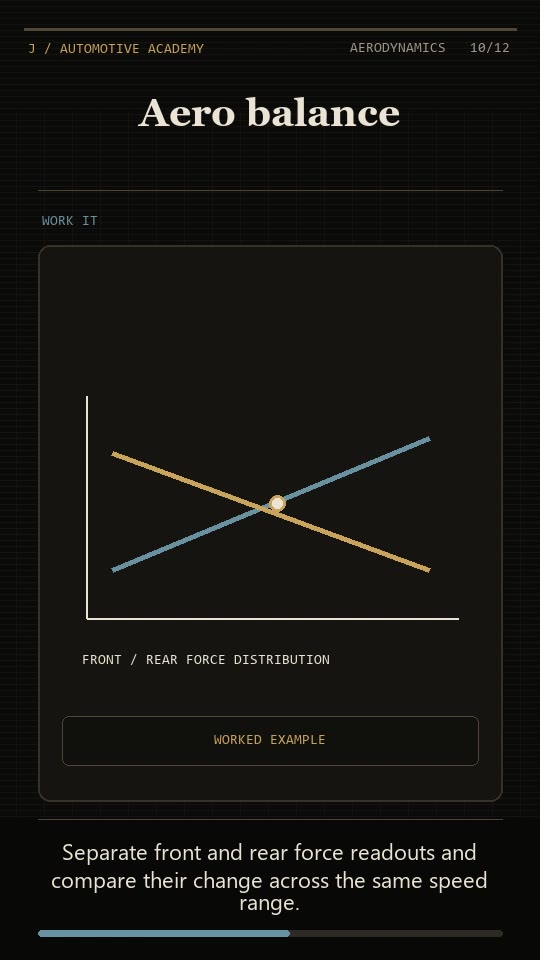 J / AUTOMOTIVE ACADEMY
AERODYNAMICS 10/12
Aero balance
WORK IT
FRONT / REAR FORCE DISTRIBUTION
WORKED EXAMPLE
Separate front and rear force readouts and
compare their change across the same speed
range.